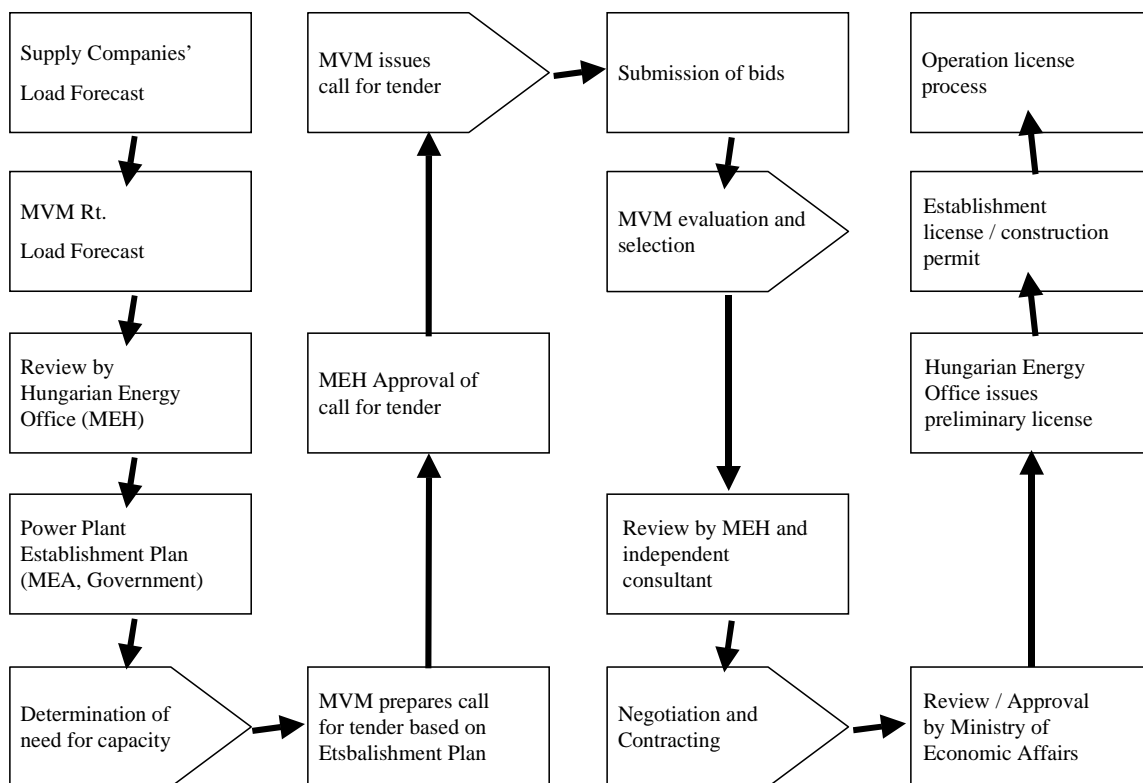 Supply Companies’
Load Forecast
MVM Rt.
Load Forecast
Review by
Hungarian Energy
Office (MEH)
Power Plant
Establishment Plan
(MEA, Government)
Determination of
need for capacity
MVM prepares call
for tender based on
Etsbalishment Plan
MEH Approval of
call for tender
MVM issues
call for tender
Submission of bids
MVM evaluation and
selection
Review by MEH and
independent
consultant
Negotiation and
Contracting
Review / Approval
by Ministry of
Economic Affairs
Hungarian Energy
Office issues
preliminary license
Establishment
license / construction
permit
Operation license
process